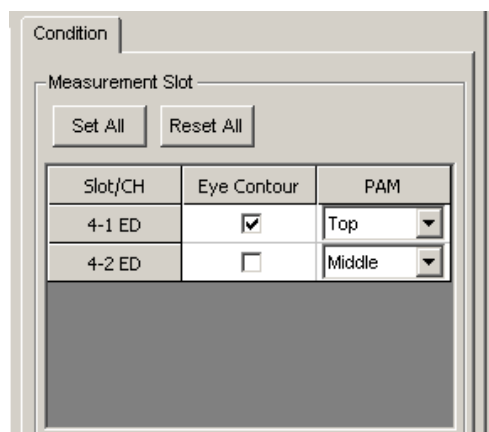 Condition
Measurement Slot
Set All Reset All
Slot/CH Eye Contour PAM
4-1 ED Top
4-2 ED Middle